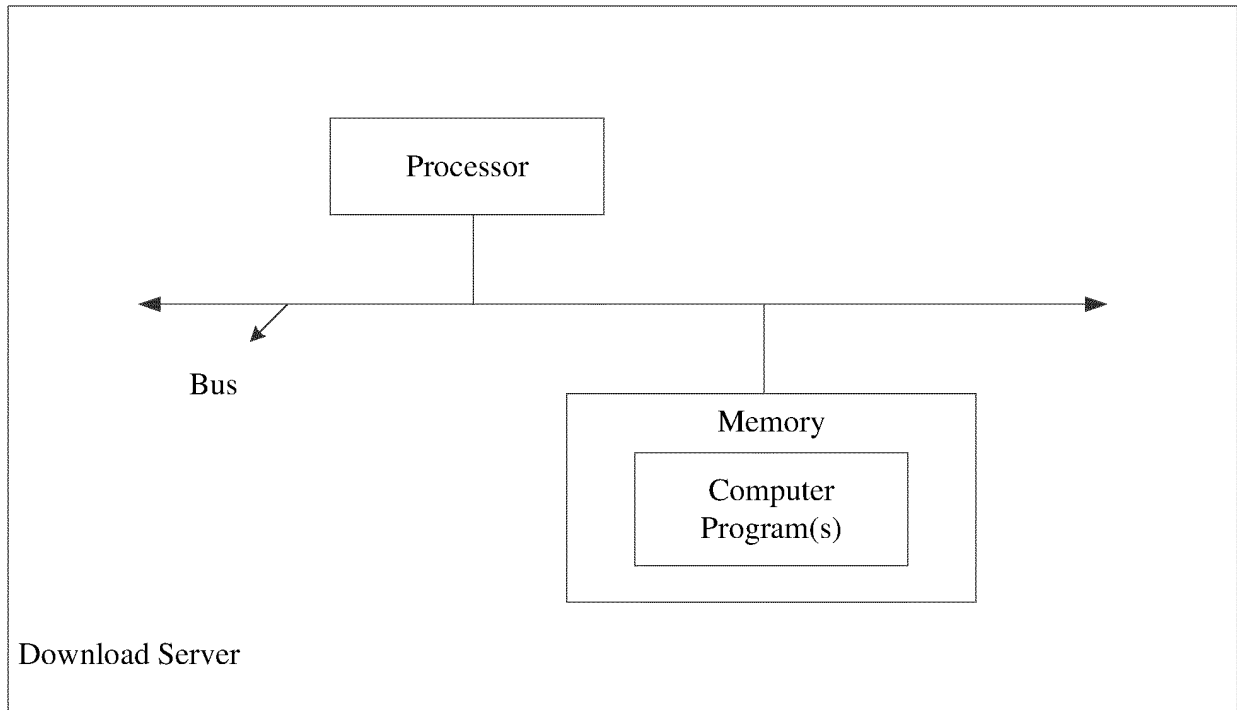 Processor
Bus
Memory
Computer
Program(s)
Download Server